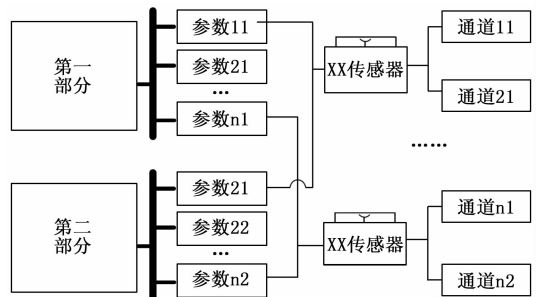 第一
部分
参数11
参数21
...
参数n1
XX传感器
通道11
通道21
......
第二
部分
参数21
参数22
...
参数n2
XX传感器
通道n1
通道n2